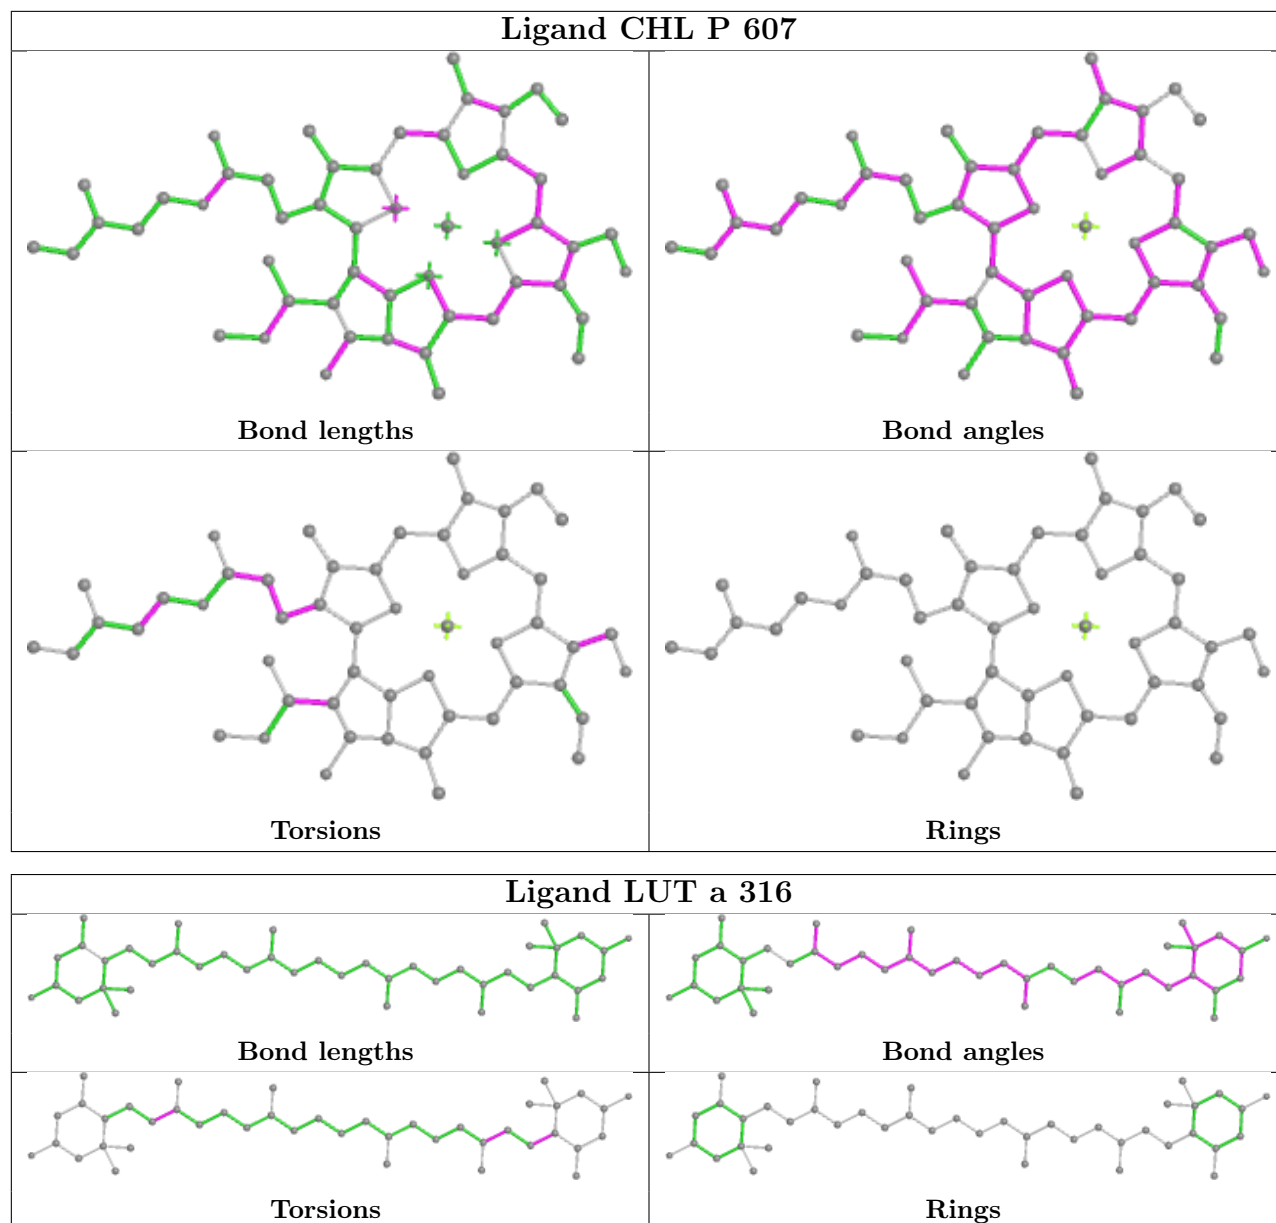 Ligand CHL P 607
Bond lengths
Bond angles
Torsions
Rings
Ligand LUT a 316
Bond lengths
Bond angles
Torsions
Rings